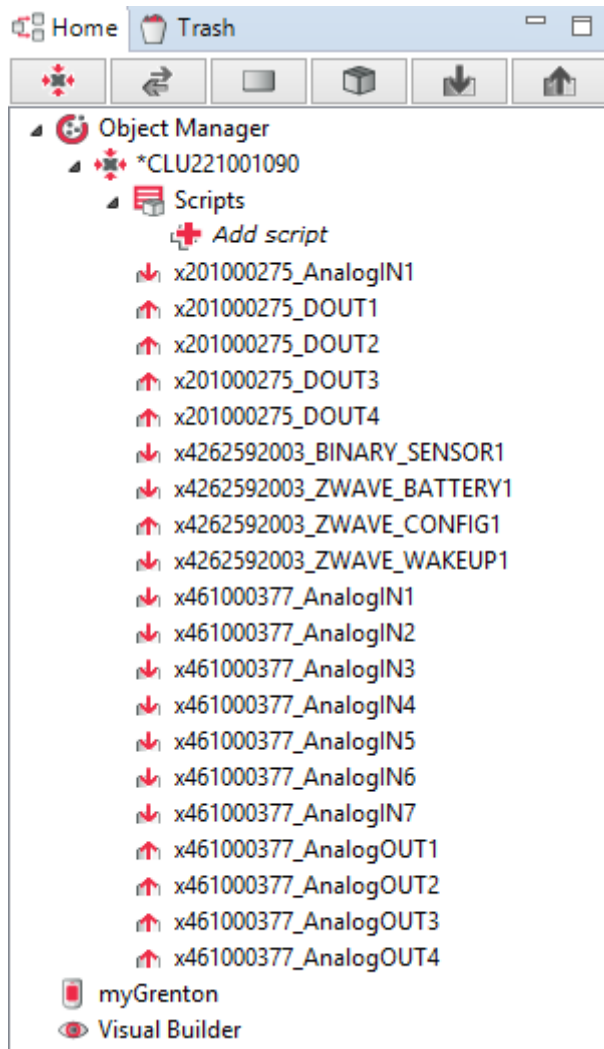 Home Trash
Object Manager
*CLU221001090
Scripts
Add script
x201000275_AnalogIN1
x201000275_DOUT1
x201000275_DOUT2
x201000275_DOUT3
x201000275_DOUT4
x4262592003_BINARY_SENSOR1
x4262592003_ZWAVE_BATTERY1
x4262592003_ZWAVE_CONFIG1
x4262592003_ZWAVE_WAKEUP1
x461000377_AnalogIN1
x461000377_AnalogIN2
x461000377_AnalogIN3
x461000377_AnalogIN4
x461000377_AnalogIN5
x461000377_AnalogIN6
x461000377_AnalogIN7
x461000377_AnalogOUT1
x461000377_AnalogOUT2
x461000377_AnalogOUT3
x461000377_AnalogOUT4
myGrenton
Visual Builder